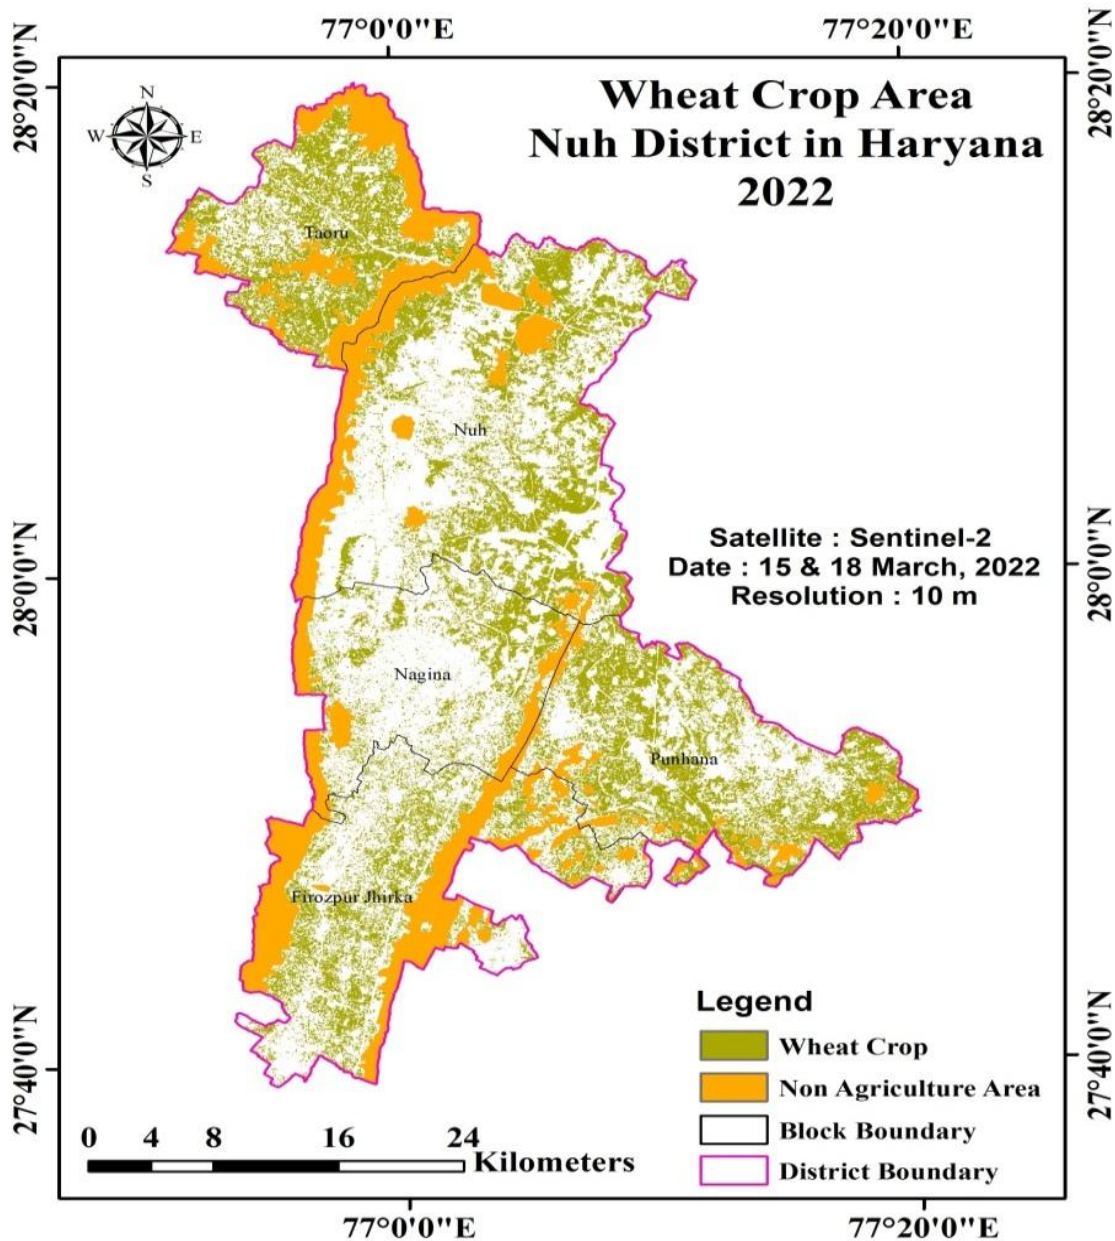 77°0'0"E
77°20'0"E
28°20'0"N
28°20'0"N
Wheat Crop Area
Nuh District in Haryana
2022
N
W
E
S
Taoru
Nuh
Satellite : Sentinel-2
Date : 15 & 18 March, 2022
Resolution : 10 m
28°0'0"N
28°0'0"N
Nagina
Punhana
Firozpur Jhirka
Legend
Wheat Crop
Non Agriculture Area
Block Boundary
District Boundary
27°40'0"N
27°40'0"N
0 4 8 16 24
Kilometers
77°0'0"E
77°20'0"E